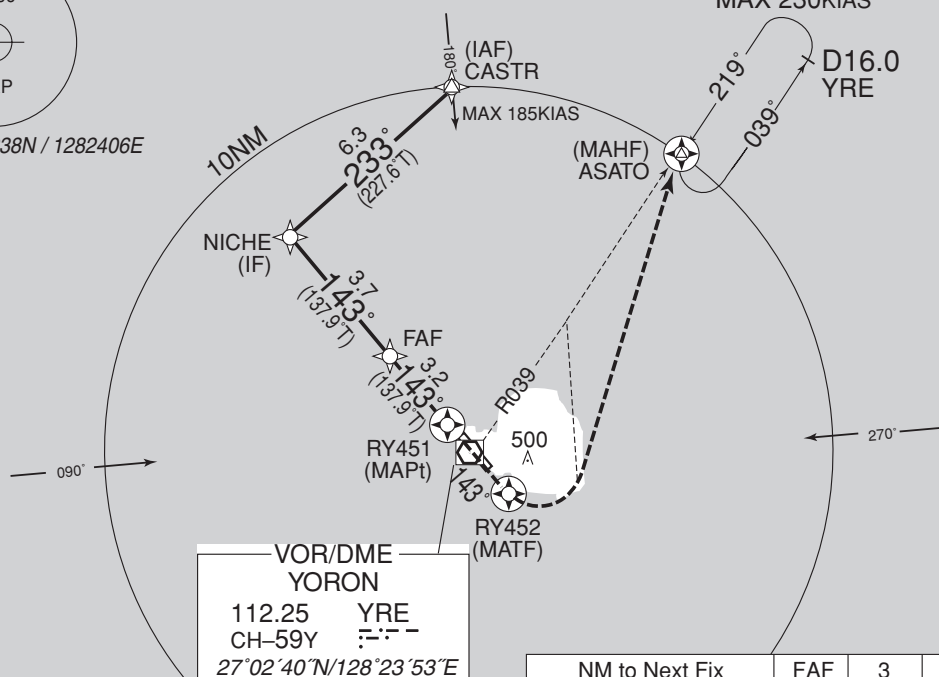 MAX 230KIAS
P
38N / 1282406E
180°
(IAF)
CASTR
MAX 185KIAS
D16.0
YRE
219°
039°
10NM
6.3
233°
(227.6°T)
(MAHF)
ASATO
NICHE
(IF)
3.7
143°
(137.9°T)
FAF
3.2
143°
(137.9°T)
R039
500
RY451
(MAPt)
143°
RY452
(MATF)
090°
270°
VOR/DME
YORON
112.25 YRE
CH–59Y
27°02´40˝N/128°23´53˝E
NM to Next Fix FAF 3